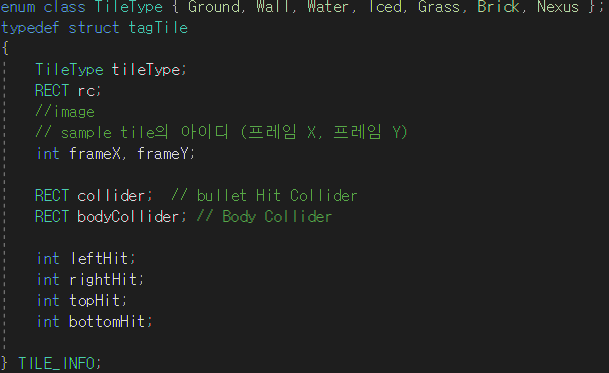 enum class TileType { Ground, Wall, Water, Iced, Grass, Brick, Nexus };
typedef struct tagTile
{
TileType tileType;
RECT rc;
//image
// sample tile의 아이디 (프레임 X, 프레임 Y)
int frameX, frameY;
RECT collider; // bullet Hit Collider
RECT bodyCollider; // Body Collider
int leftHit;
int rightHit;
int topHit;
int bottomHit;
} TILE_INFO;